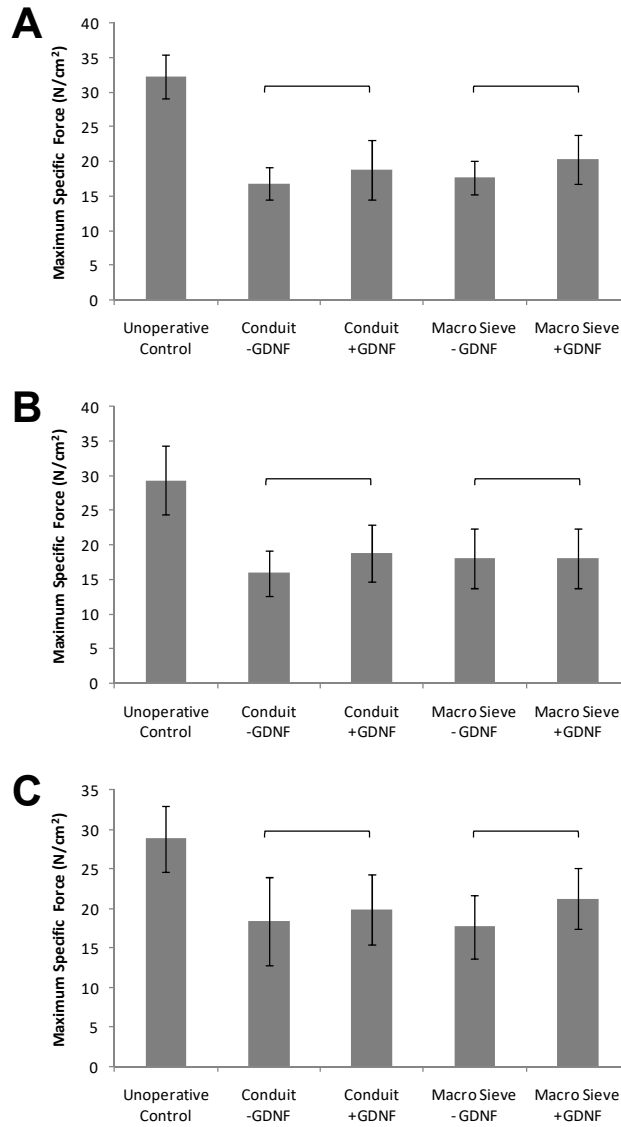 A
Maximum Specific Force (N/cm²)
40
35
30
25
20
15
10
5
0
Unoperative Control
Conduit -GDNF
Conduit +GDNF
Macro Sieve - GDNF
Macro Sieve +GDNF
B
Maximum Specific Force (N/cm²)
40
35
30
25
20
15
10
5
0
Unoperative Control
Conduit -GDNF
Conduit +GDNF
Macro Sieve - GDNF
Macro Sieve +GDNF
C
Maximum Specific Force (N/cm²)
35
30
25
20
15
10
5
0
Unoperative Control
Conduit -GDNF
Conduit +GDNF
Macro Sieve - GDNF
Macro Sieve +GDNF